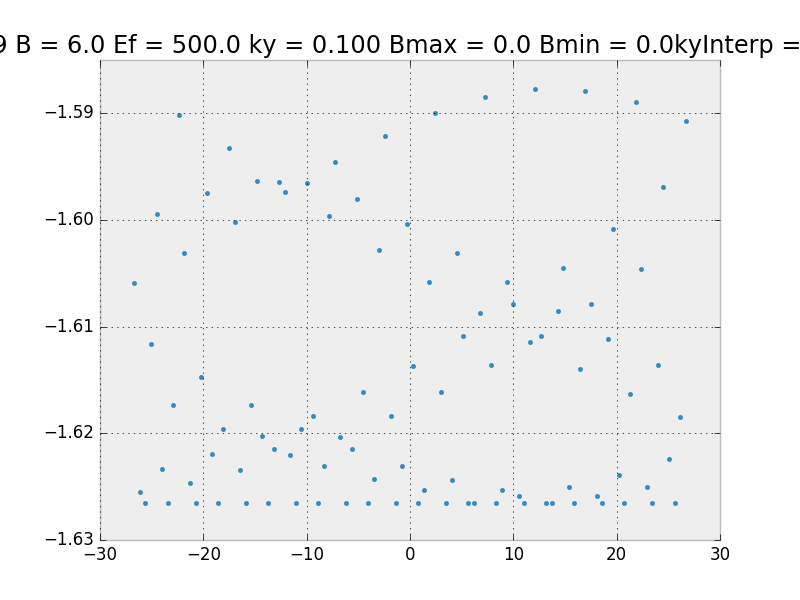 9 B = 6.0 Ef = 500.0 ky = 0.100 Bmax = 0.0 Bmin = 0.0kyInterp =
−1.59
−1.60
−1.61
−1.62
−1.63
−30 −20 −10 0 10 20 30